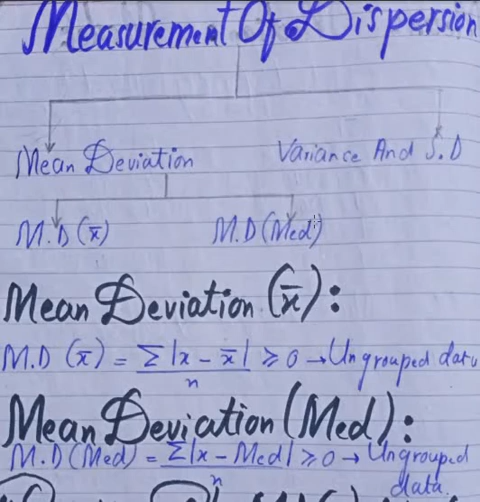 Measurement Of Dispersion
Mean Deviation
Variance And S.D
M.D (x̄)
M.D (Med)
Mean Deviation (x̄):
M.D (x̄) = Σ|x - x̄| / n ≥ 0 → Ungrouped data
Mean Deviation (Med):
M.D (Med) = Σ|x - Med| / n ≥ 0 → Ungrouped
data.